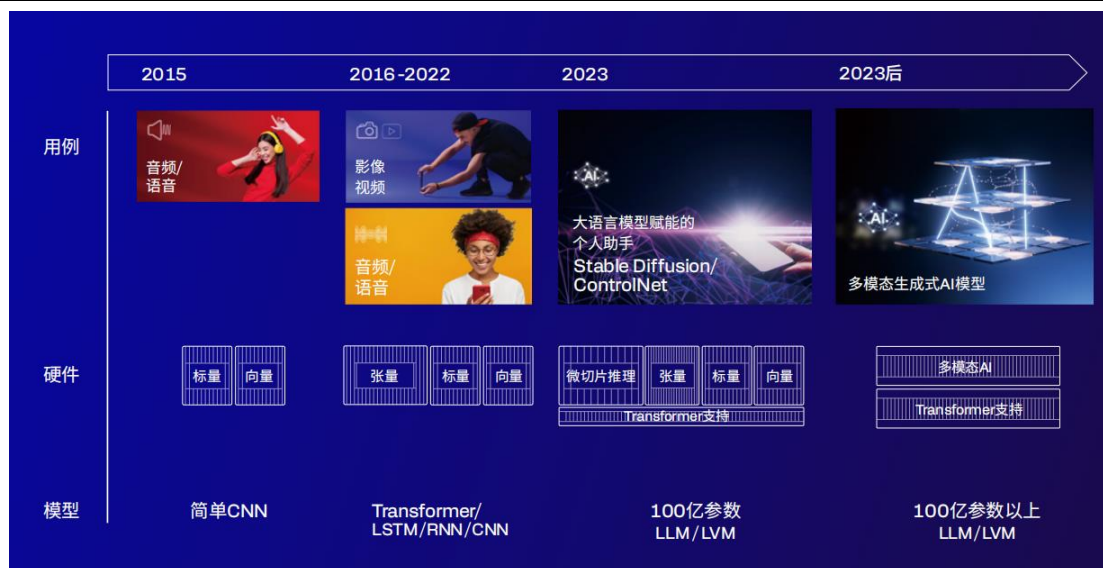 2015
2016-2022
2023
2023后
用例
音频/
语音
影像
视频
音频/
语音
AI
大语言模型赋能的
个人助手
Stable Diffusion/
ControlNet
AI
多模态生成式AI模型
硬件
标量
向量
张量
标量
向量
微切片推理
张量
标量
向量
Transformer支持
多模态AI
Transformer支持
模型
简单CNN
Transformer/
LSTM/RNN/CNN
100亿参数
LLM/LVM
100亿参数以上
LLM/LVM